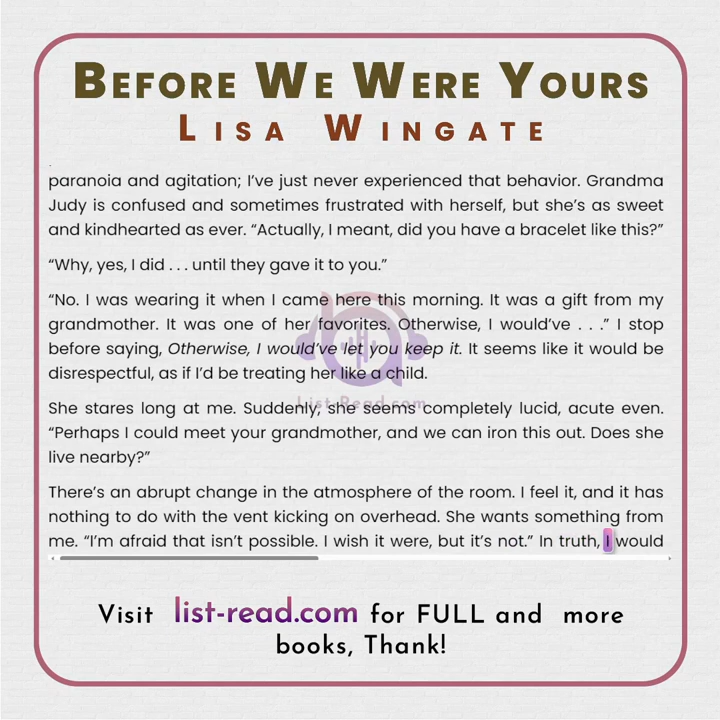 BEFORE WE WERE YOURS
LISA WINGATE
paranoia and agitation; I've just never experienced that behavior. Grandma
Judy is confused and sometimes frustrated with herself, but she's as sweet
and kindhearted as ever. “Actually, I meant, did you have a bracelet like this?”
“Why, yes, I did . . . until they gave it to you.”
“No. I was wearing it when I came here this morning. It was a gift from my
grandmother. It was one of her favorites. Otherwise, I would've . . .” I stop
before saying, Otherwise, I would've let you keep it. It seems like it would be
disrespectful, as if I'd be treating her like a child.
List-Read.com
She stares long at me. Suddenly, she seems completely lucid, acute even.
“Perhaps I could meet your grandmother, and we can iron this out. Does she
live nearby?”
There's an abrupt change in the atmosphere of the room. I feel it, and it has
nothing to do with the vent kicking on overhead. She wants something from
me. “I'm afraid that isn't possible. I wish it were, but it's not.” In truth, I would
Visit list-read.com for FULL and more
books, Thank!